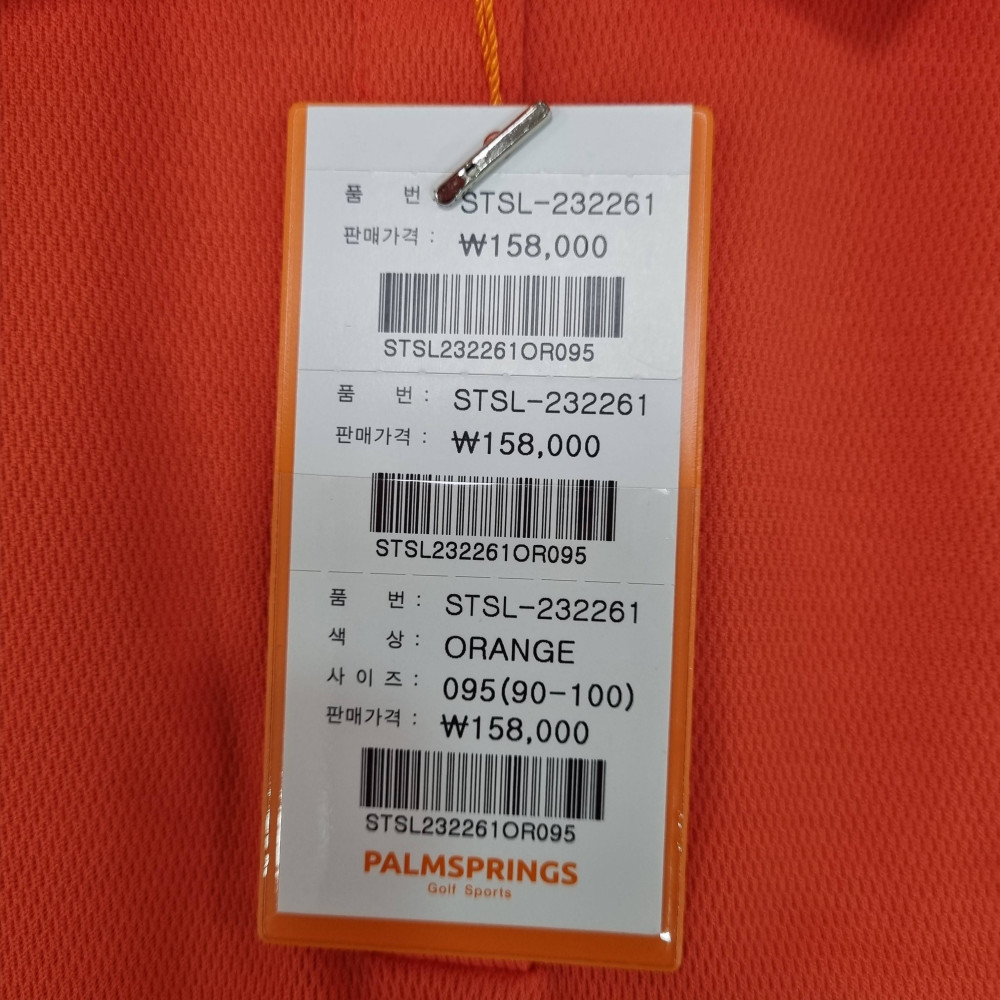 품 번 : STSL-232261
판매가격 : ₩158,000
STSL232261OR095
품 번 : STSL-232261
판매가격 : ₩158,000
STSL232261OR095
품 번 : STSL-232261
색 상 : ORANGE
사 이 즈 : 095(90-100)
판매가격 : ₩158,000
STSL232261OR095
PALMSPRINGS
Golf Sports